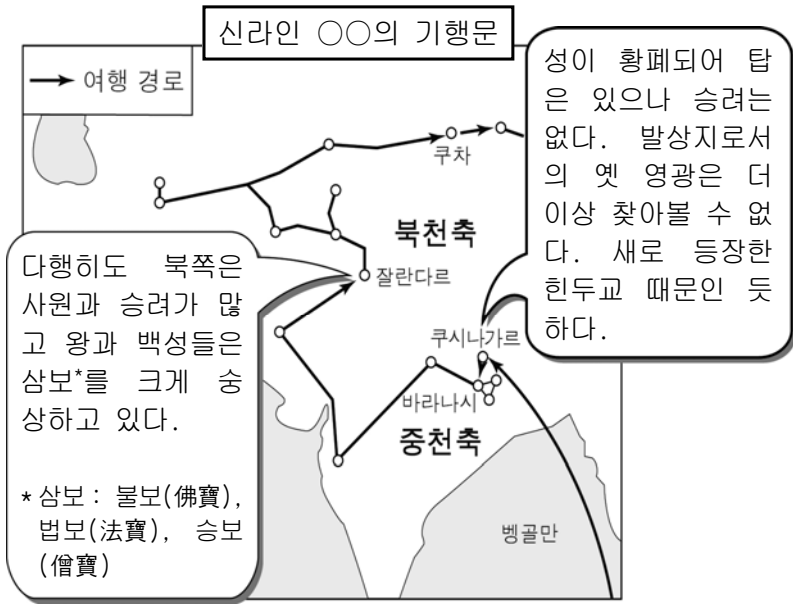 신라인 ○○의 기행문
여행 경로
성이 황폐되어 탑
은 있으나 승려는
없다. 발상지로서
의 옛 영광은 더
이상 찾아볼 수 없
다. 새로 등장한
힌두교 때문인 듯
하다.
쿠차
북천축
잘란다르
다행히도 북쪽은
사원과 승려가 많
고 왕과 백성들은
삼보*를 크게 숭
상하고 있다.
* 삼보 : 불보(佛寶),
법보(法寶), 승보
(僧寶)
쿠시나가르
바라나시
중천축
벵골만